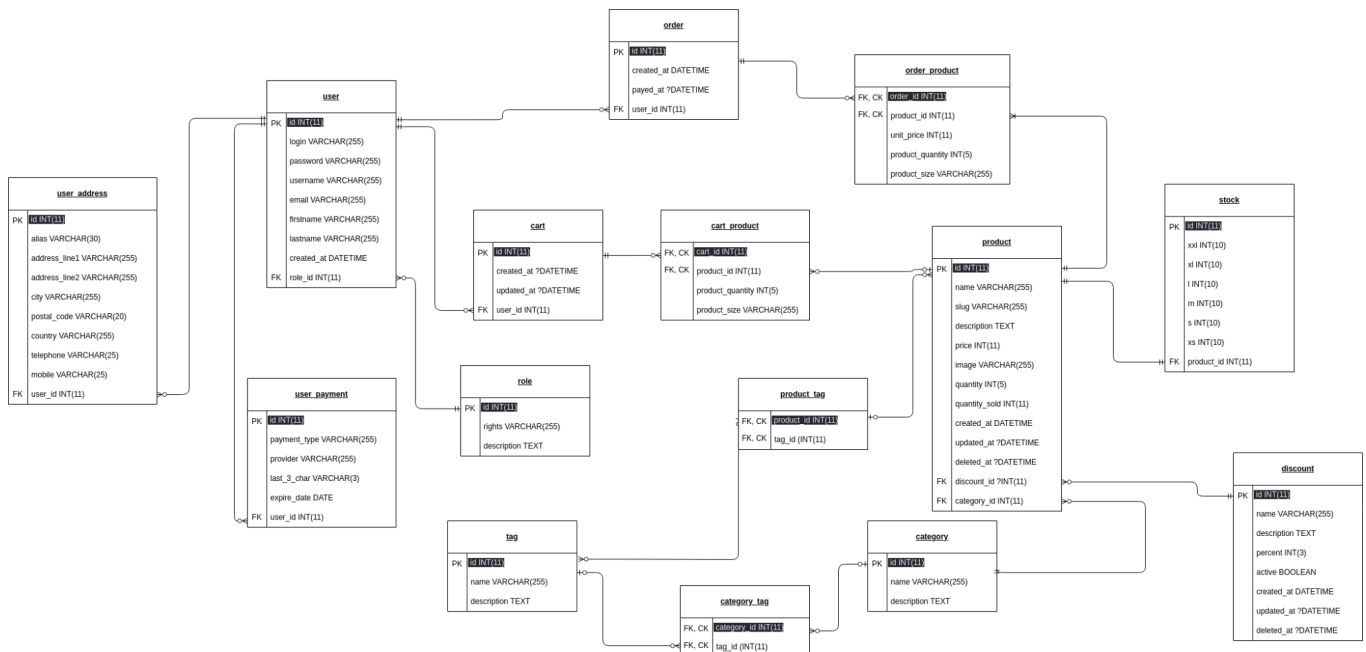 order
PK id INT(11)
created_at DATETIME
payed_at ?DATETIME
FK user_id INT(11)
order_product
FK, CK order_id INT(11)
FK, CK product_id INT(11)
unit_price INT(11)
product_quantity INT(5)
product_size VARCHAR(255)
user
PK id INT(11)
login VARCHAR(255)
password VARCHAR(255)
username VARCHAR(255)
email VARCHAR(255)
firstname VARCHAR(255)
lastname VARCHAR(255)
created_at DATETIME
FK role_id INT(11)
user_address
PK id INT(11)
alias VARCHAR(30)
address_line1 VARCHAR(255)
address_line2 VARCHAR(255)
city VARCHAR(255)
postal_code VARCHAR(20)
country VARCHAR(255)
telephone VARCHAR(25)
mobile VARCHAR(25)
FK user_id INT(11)
cart
PK id INT(11)
created_at ?DATETIME
updated_at ?DATETIME
FK user_id INT(11)
cart_product
FK, CK cart_id INT(11)
FK, CK product_id INT(11)
product_quantity INT(5)
product_size VARCHAR(255)
product
PK id INT(11)
name VARCHAR(255)
slug VARCHAR(255)
description TEXT
price INT(11)
image VARCHAR(255)
quantity INT(5)
quantity_sold INT(11)
created_at DATETIME
updated_at ?DATETIME
deleted_at ?DATETIME
FK discount_id ?INT(11)
FK category_id INT(11)
stock
PK id INT(11)
xxl INT(10)
xl INT(10)
l INT(10)
m INT(10)
s INT(10)
xs INT(10)
FK product_id INT(11)
user_payment
PK id INT(11)
payment_type VARCHAR(255)
provider VARCHAR(255)
last_3_char VARCHAR(3)
expire_date DATE
FK user_id INT(11)
role
PK id INT(11)
rights VARCHAR(255)
description TEXT
product_tag
FK, CK product_id INT(11)
FK, CK tag_id (INT(11)
discount
PK id INT(11)
name VARCHAR(255)
description TEXT
percent INT(3)
active BOOLEAN
created_at DATETIME
updated_at ?DATETIME
deleted_at ?DATETIME
tag
PK id INT(11)
name VARCHAR(255)
description TEXT
category
PK id INT(11)
name VARCHAR(255)
description TEXT
category_tag
FK, CK category_id INT(11)
FK, CK tag_id (INT(11)